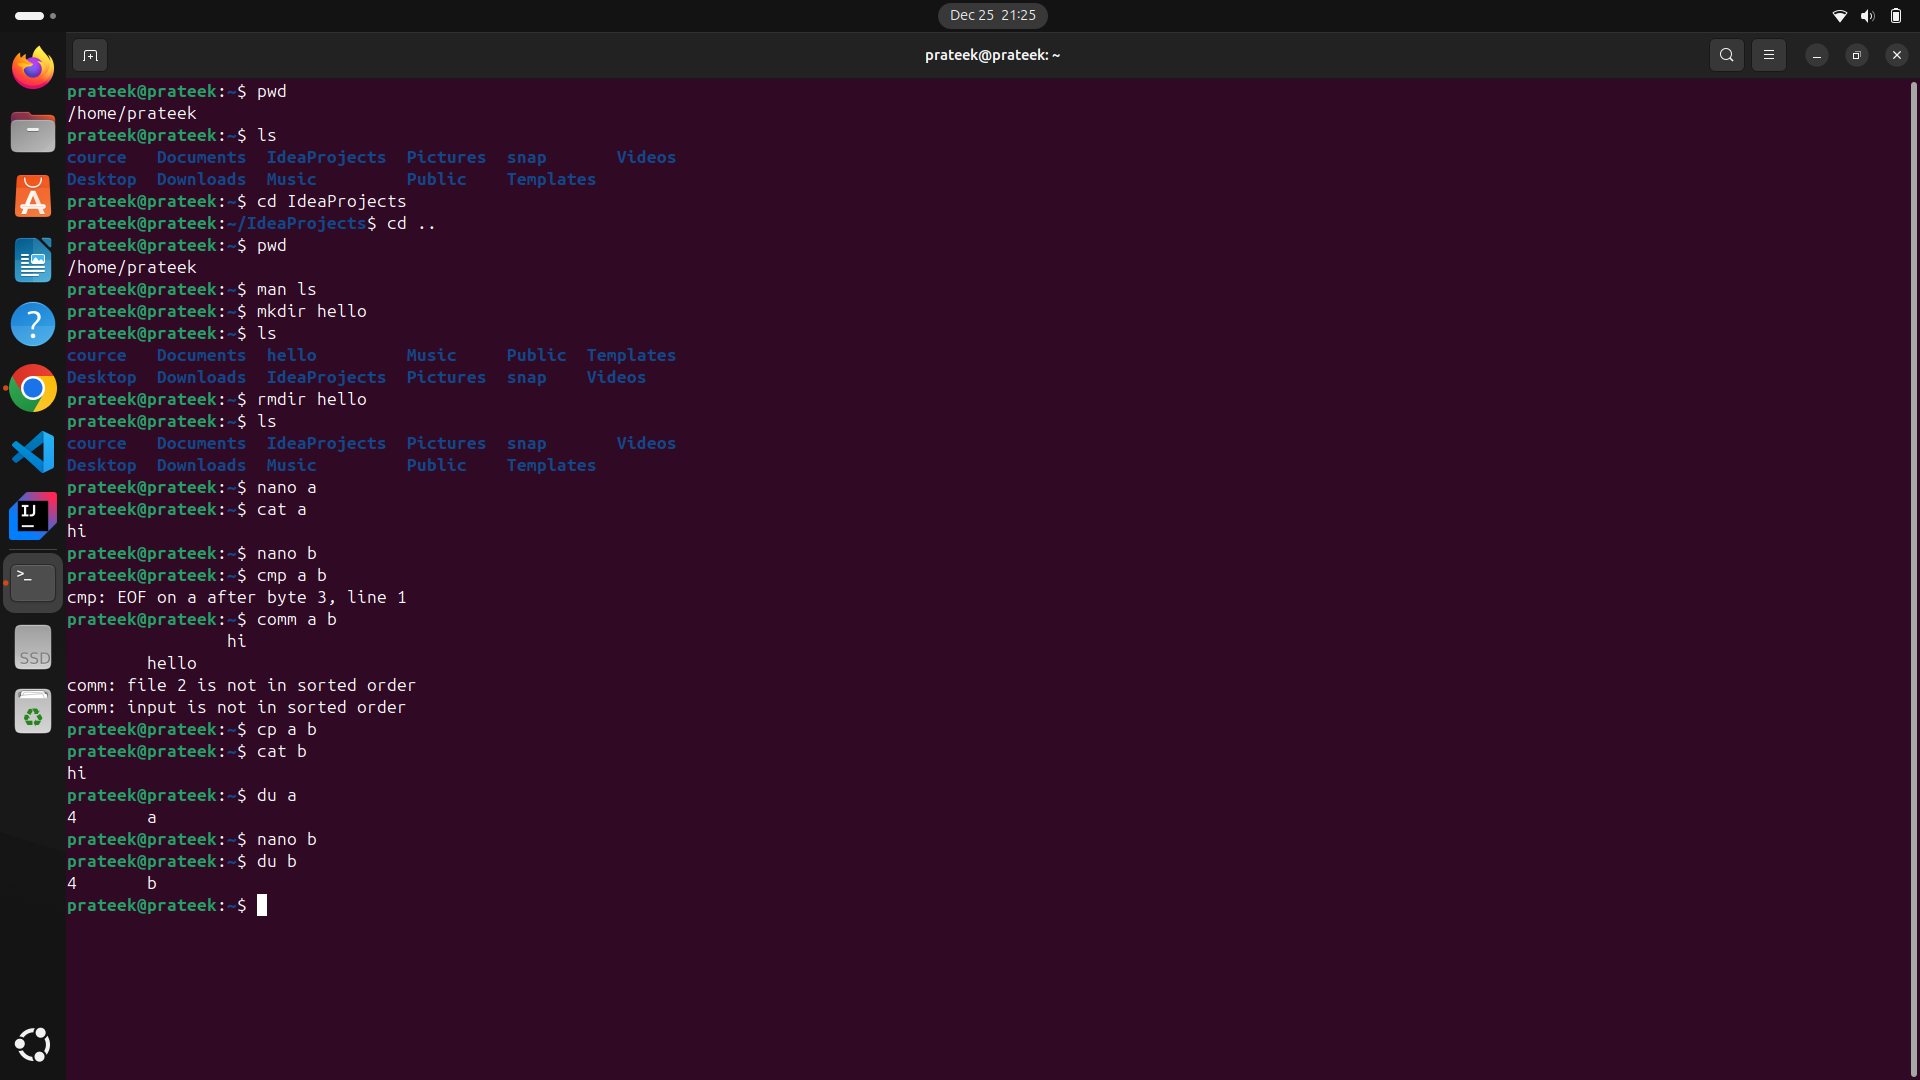 Dec 25 21:25
prateek@prateek: ~
prateek@prateek:~$ pwd
/home/prateek
prateek@prateek:~$ ls
cource   Documents  IdeaProjects  Pictures  snap       Videos
Desktop  Downloads  Music         Public    Templates
prateek@prateek:~$ cd IdeaProjects
prateek@prateek:~/IdeaProjects$ cd ..
prateek@prateek:~$ pwd
/home/prateek
prateek@prateek:~$ man ls
prateek@prateek:~$ mkdir hello
prateek@prateek:~$ ls
cource   Documents  hello         Music     Public  Templates
Desktop  Downloads  IdeaProjects  Pictures  snap    Videos
prateek@prateek:~$ rmdir hello
prateek@prateek:~$ ls
cource   Documents  IdeaProjects  Pictures  snap       Videos
Desktop  Downloads  Music         Public    Templates
prateek@prateek:~$ nano a
prateek@prateek:~$ cat a
hi
prateek@prateek:~$ nano b
prateek@prateek:~$ cmp a b
cmp: EOF on a after byte 3, line 1
prateek@prateek:~$ comm a b
                hi
        hello
comm: file 2 is not in sorted order
comm: input is not in sorted order
prateek@prateek:~$ cp a b
prateek@prateek:~$ cat b
hi
prateek@prateek:~$ du a
4       a
prateek@prateek:~$ nano b
prateek@prateek:~$ du b
4       b
prateek@prateek:~$
IJ
>_
SSD